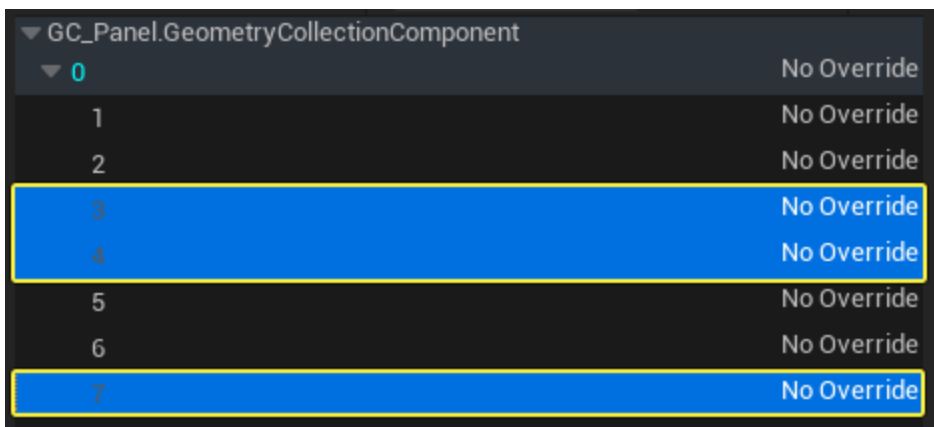 GC_Panel.GeometryCollectionComponent
0 No Override
1 No Override
2 No Override
3 No Override
4 No Override
5 No Override
6 No Override
7 No Override